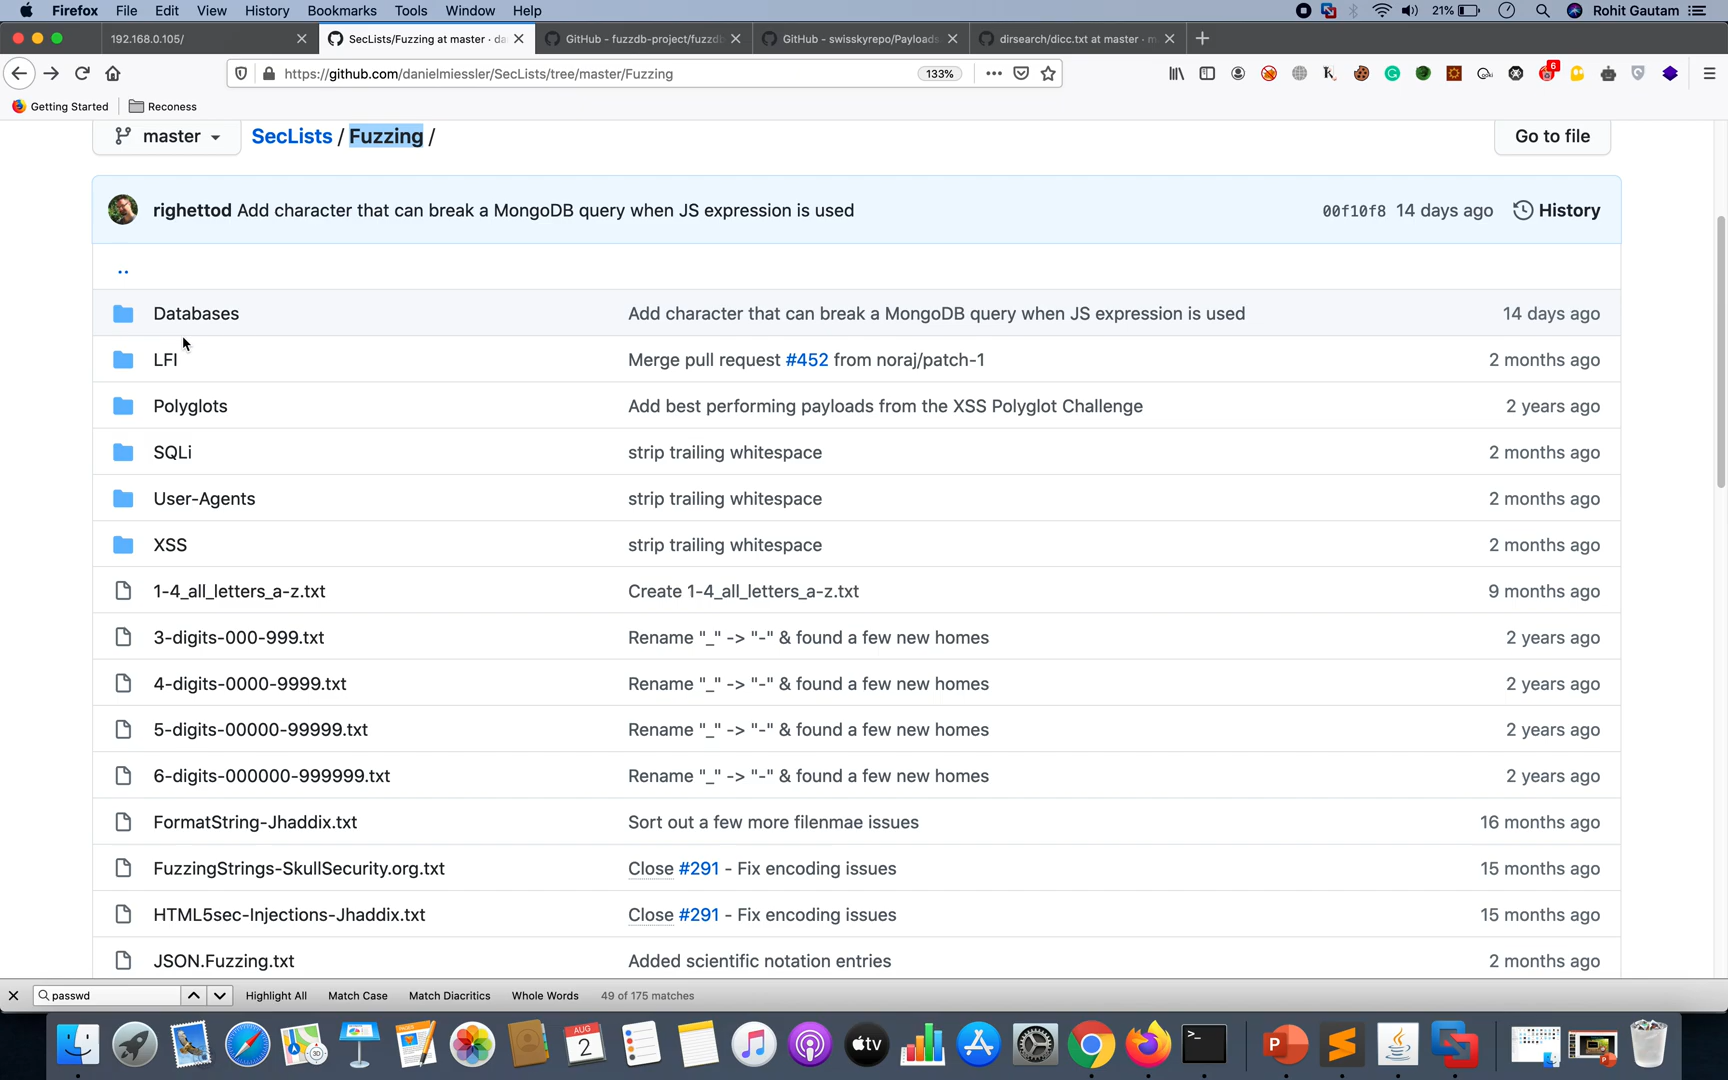 Firefox File Edit View History Bookmarks Tools Window Help 21% Rohit Gautam
192.168.0.105/ SecLists/Fuzzing at master · da GitHub - fuzzdb-project/fuzzdb GitHub - swisskyrepo/Payloads dirsearch/dicc.txt at master · m
https://github.com/danielmiessler/SecLists/tree/master/Fuzzing 133% 6
Getting Started Reconess
master SecLists / Fuzzing / Go to file
righettod Add character that can break a MongoDB query when JS expression is used 00f10f8 14 days ago History
..
Databases Add character that can break a MongoDB query when JS expression is used 14 days ago
LFI Merge pull request #452 from noraj/patch-1 2 months ago
Polyglots Add best performing payloads from the XSS Polyglot Challenge 2 years ago
SQLi strip trailing whitespace 2 months ago
User-Agents strip trailing whitespace 2 months ago
XSS strip trailing whitespace 2 months ago
1-4_all_letters_a-z.txt Create 1-4_all_letters_a-z.txt 9 months ago
3-digits-000-999.txt Rename "_" -> "-" & found a few new homes 2 years ago
4-digits-0000-9999.txt Rename "_" -> "-" & found a few new homes 2 years ago
5-digits-00000-99999.txt Rename "_" -> "-" & found a few new homes 2 years ago
6-digits-000000-999999.txt Rename "_" -> "-" & found a few new homes 2 years ago
FormatString-Jhaddix.txt Sort out a few more filenmae issues 16 months ago
FuzzingStrings-SkullSecurity.org.txt Close #291 - Fix encoding issues 15 months ago
HTML5sec-Injections-Jhaddix.txt Close #291 - Fix encoding issues 15 months ago
JSON.Fuzzing.txt Added scientific notation entries 2 months ago
passwd Highlight All Match Case Match Diacritics Whole Words 49 of 175 matches
AUG
2
tv